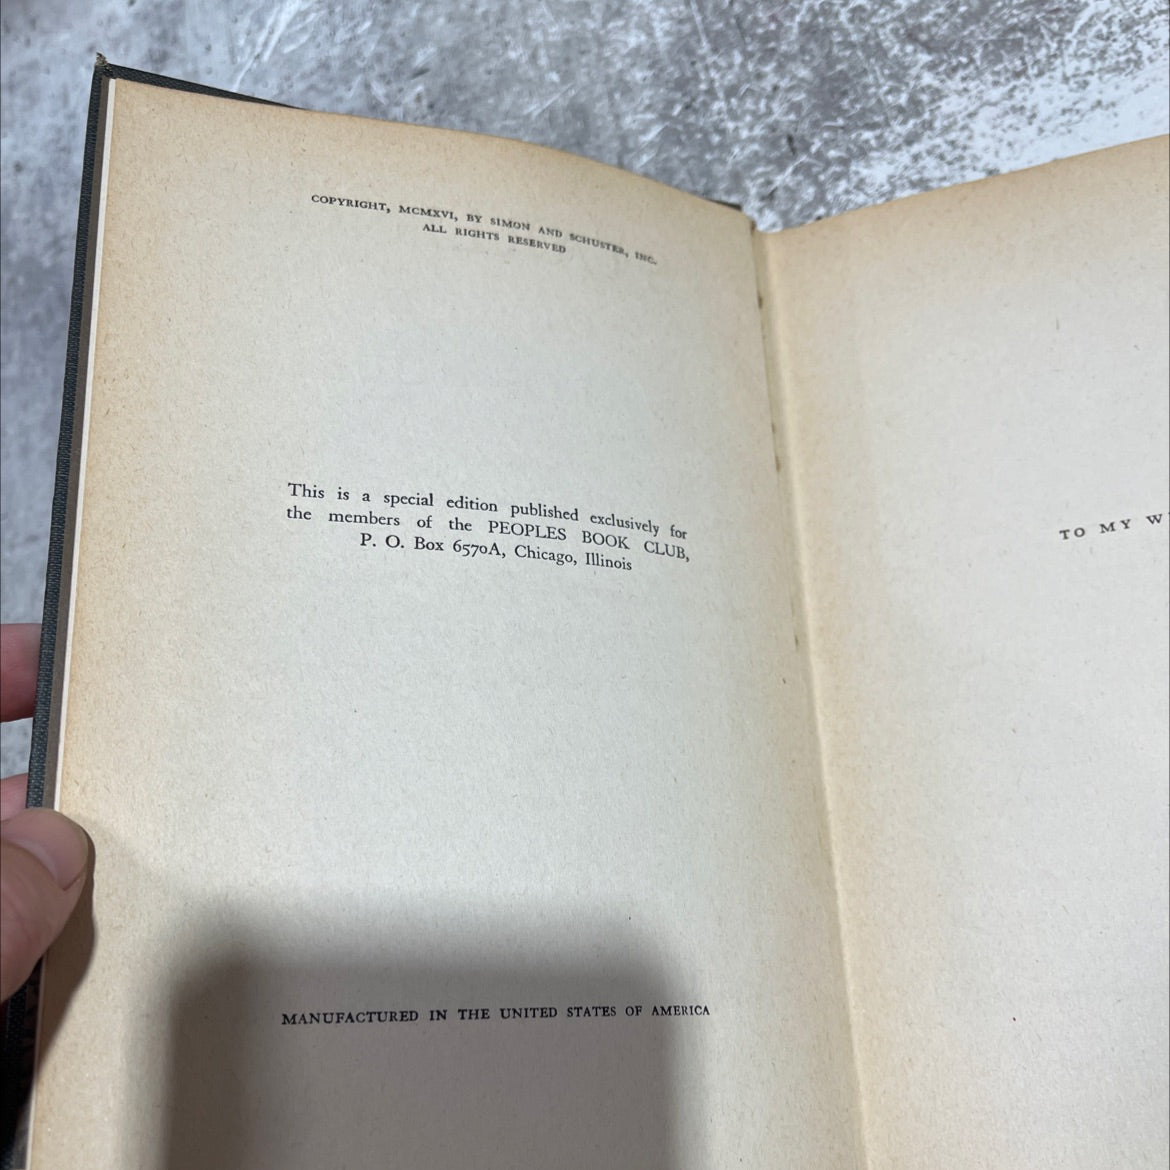 COPYRIGHT, MCMXVI, BY SIMON AND SCHUSTER, INC.
ALL RIGHTS RESERVED
This is a special edition published exclusively for
the members of the PEOPLES BOOK CLUB,
P. O. Box 6570A, Chicago, Illinois
MANUFACTURED IN THE UNITED STATES OF AMERICA
TO MY